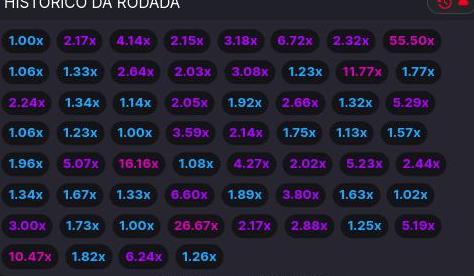 HISTÓRICO DA RODADA
1.00x 2.17x 4.14x 2.15x 3.18x 6.72x 2.32x 55.50x
1.06x 1.33x 2.64x 2.03x 3.08x 1.23x 11.77x 1.77x
2.24x 1.34x 1.14x 2.05x 1.92x 2.66x 1.32x 5.29x
1.06x 1.23x 1.00x 3.59x 2.14x 1.75x 1.13x 1.57x
1.96x 5.07x 16.16x 1.08x 4.27x 2.02x 5.23x 2.44x
1.34x 1.67x 1.33x 6.60x 1.89x 3.80x 1.63x 1.02x
3.00x 1.73x 1.00x 26.67x 2.17x 2.88x 1.25x 5.19x
10.47x 1.82x 6.24x 1.26x